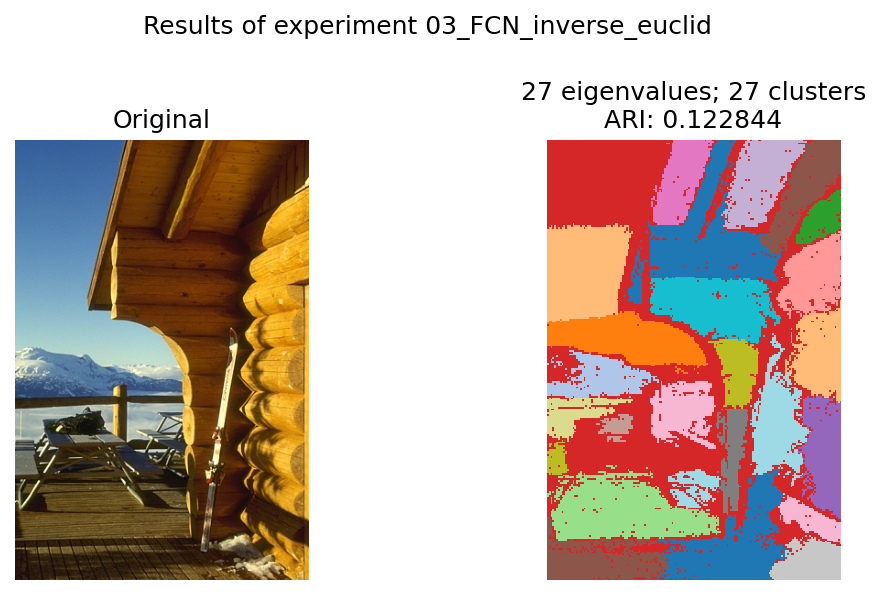 Results of experiment 03_FCN_inverse_euclid
Original
27 eigenvalues; 27 clusters
ARI: 0.122844